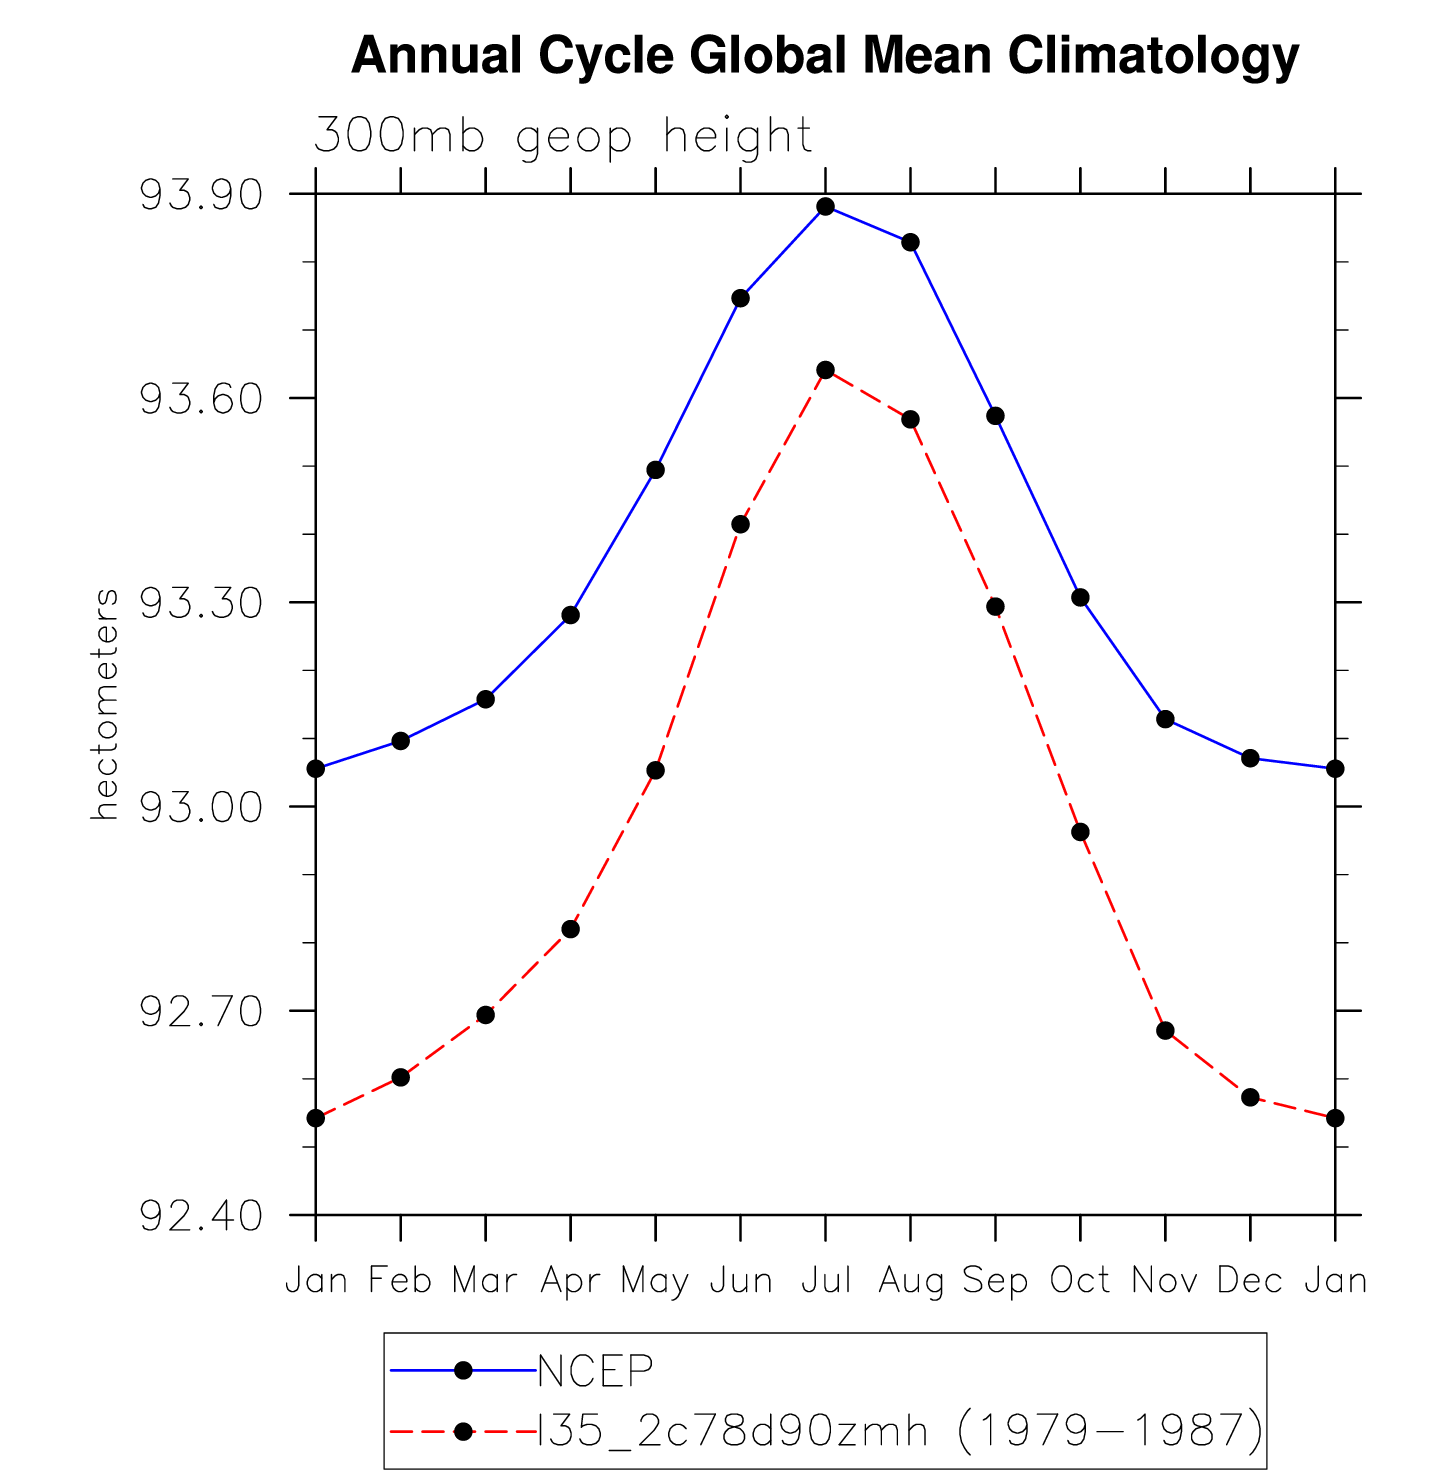 Annual Cycle Global Mean Climatology
300mb geop height
93.90
93.60
93.30
93.00
92.70
92.40
hectometers
Jan Feb Mar Apr May Jun Jul Aug Sep Oct Nov Dec Jan
NCEP
I35_2c78d90zmh (1979-1987)